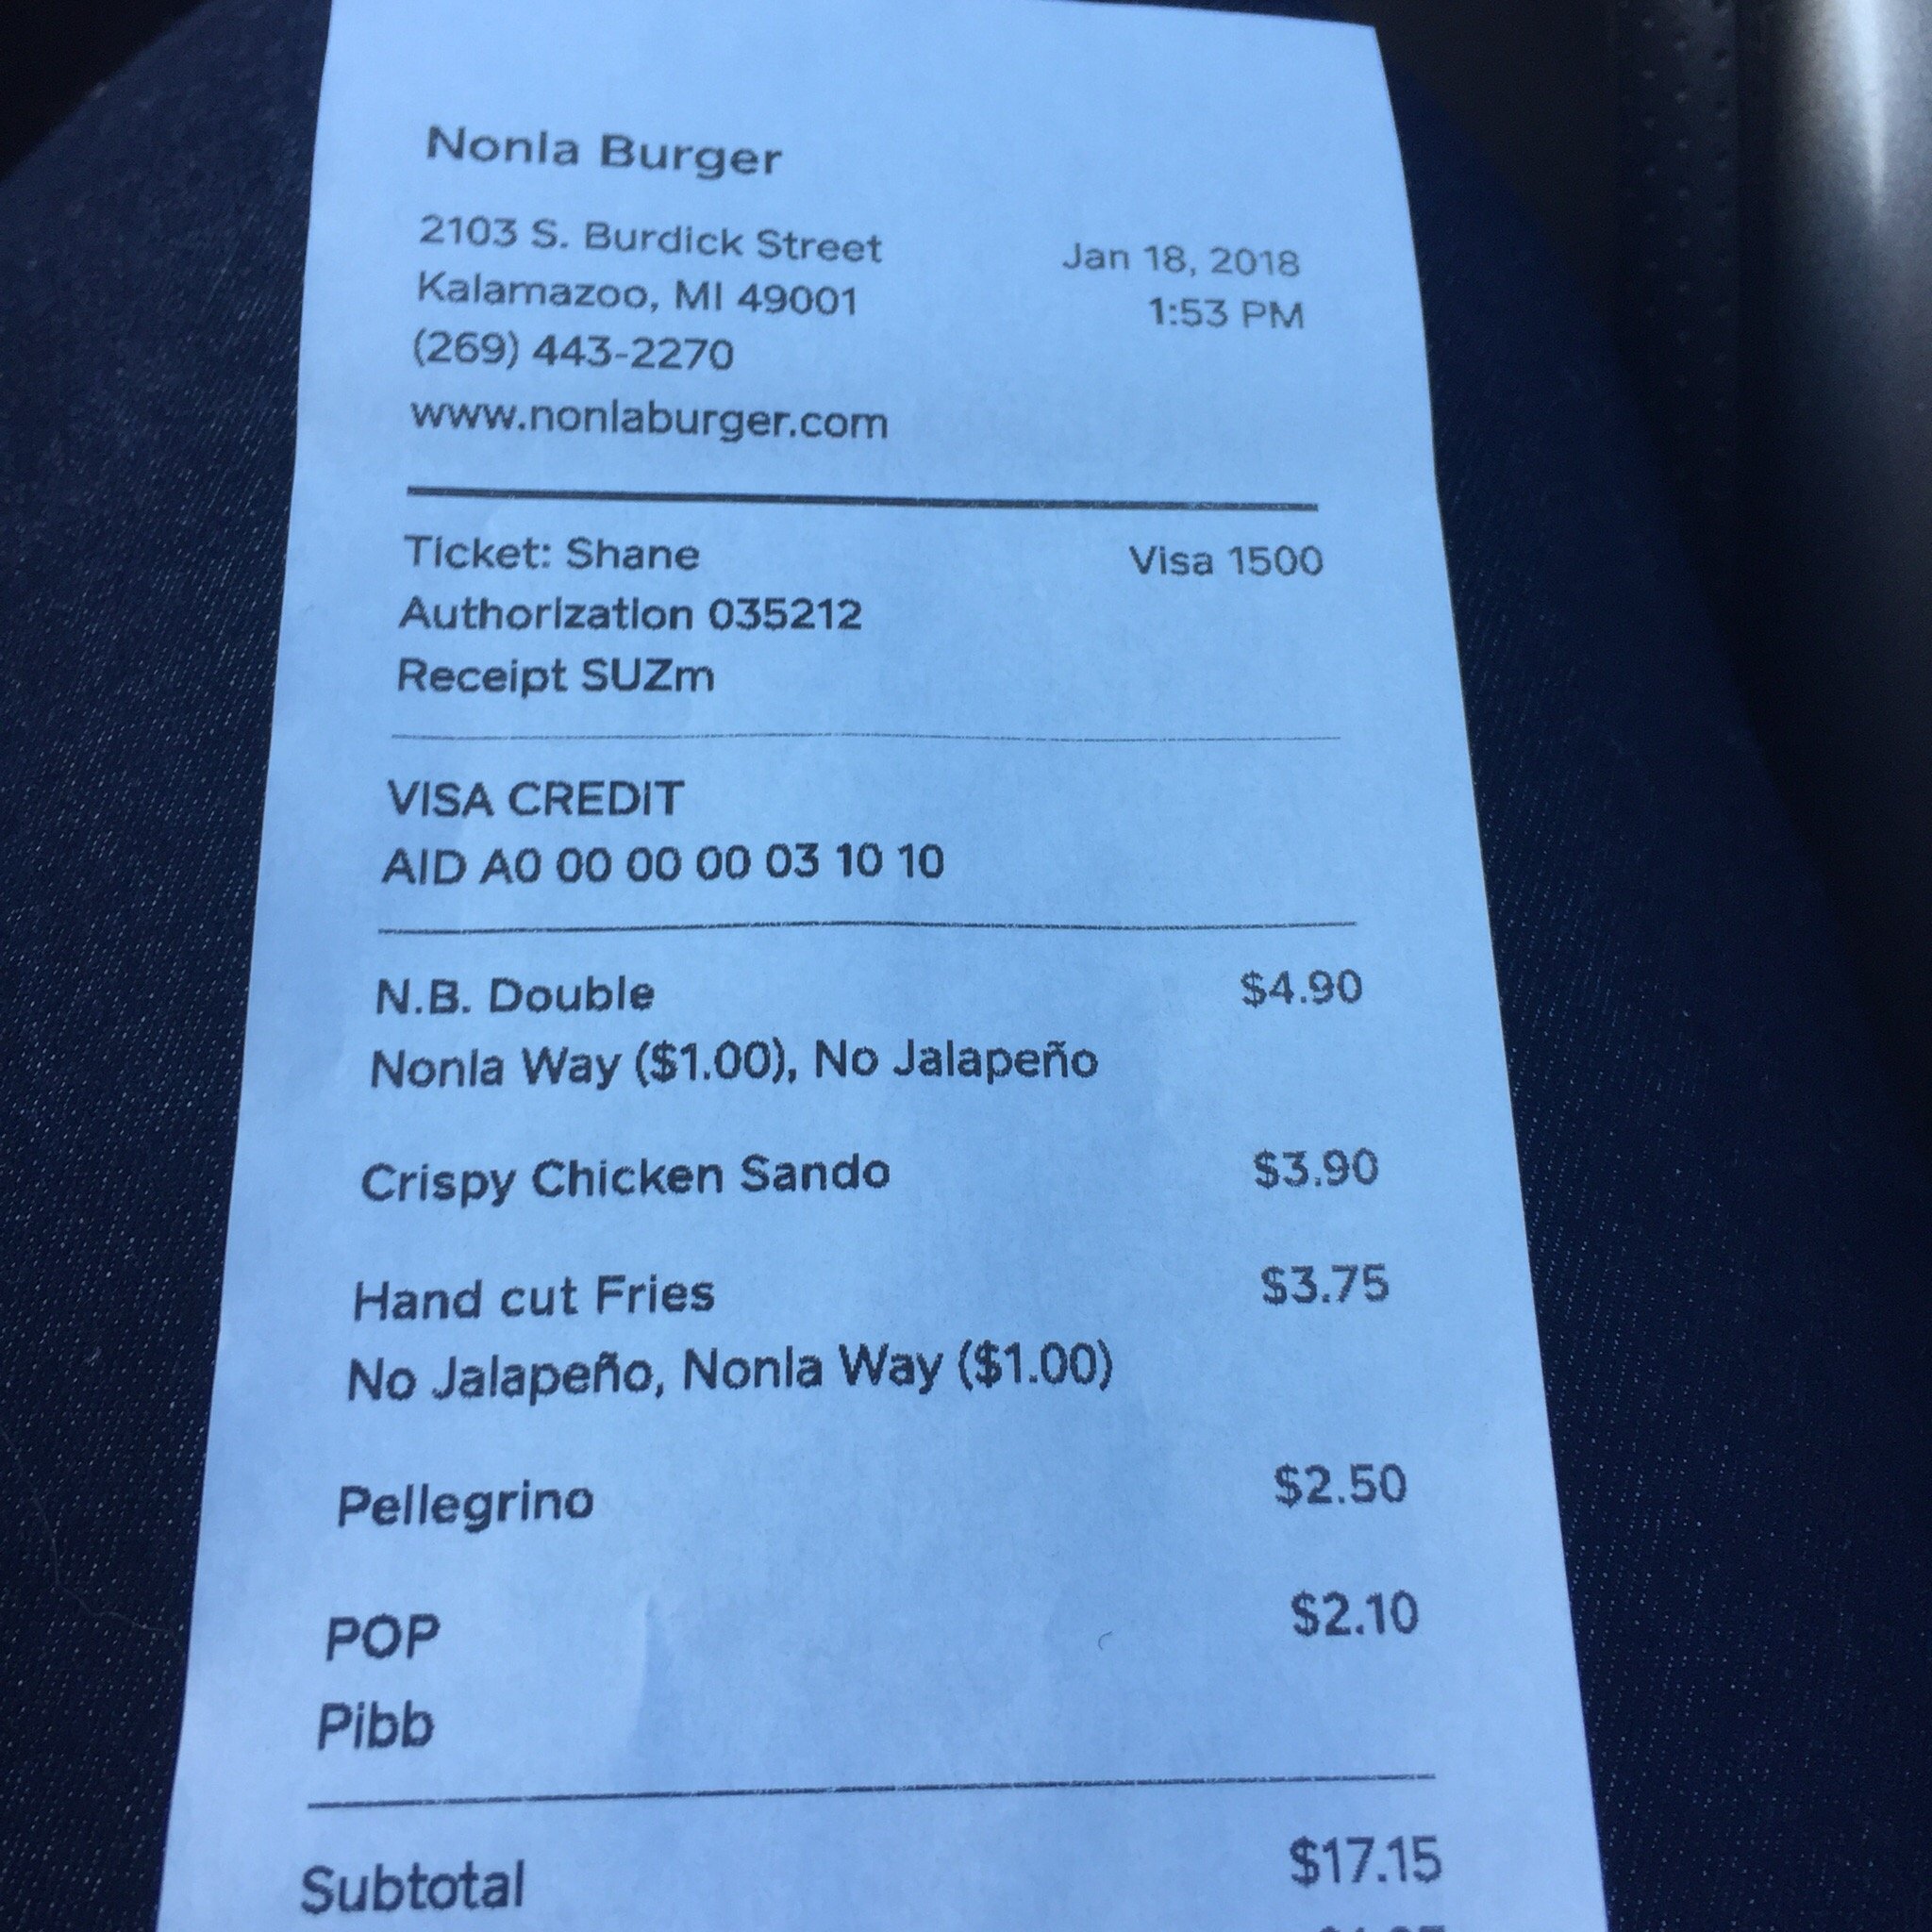 Nonla Burger
2103 S. Burdick Street
Jan 18, 2018
Kalamazoo, MI 49001
1:53 PM
(269) 443-2270
www.nonlaburger.com
Ticket: Shane
Visa 1500
Authorization 035212
Receipt SUZm
VISA CREDIT
AID A0 00 00 00 03 10 10
N.B. Double $4.90
Nonla Way ($1.00), No Jalapeño
Crispy Chicken Sando $3.90
Hand cut Fries $3.75
No Jalapeño, Nonla Way ($1.00)
Pellegrino $2.50
POP $2.10
Pibb
Subtotal $17.15